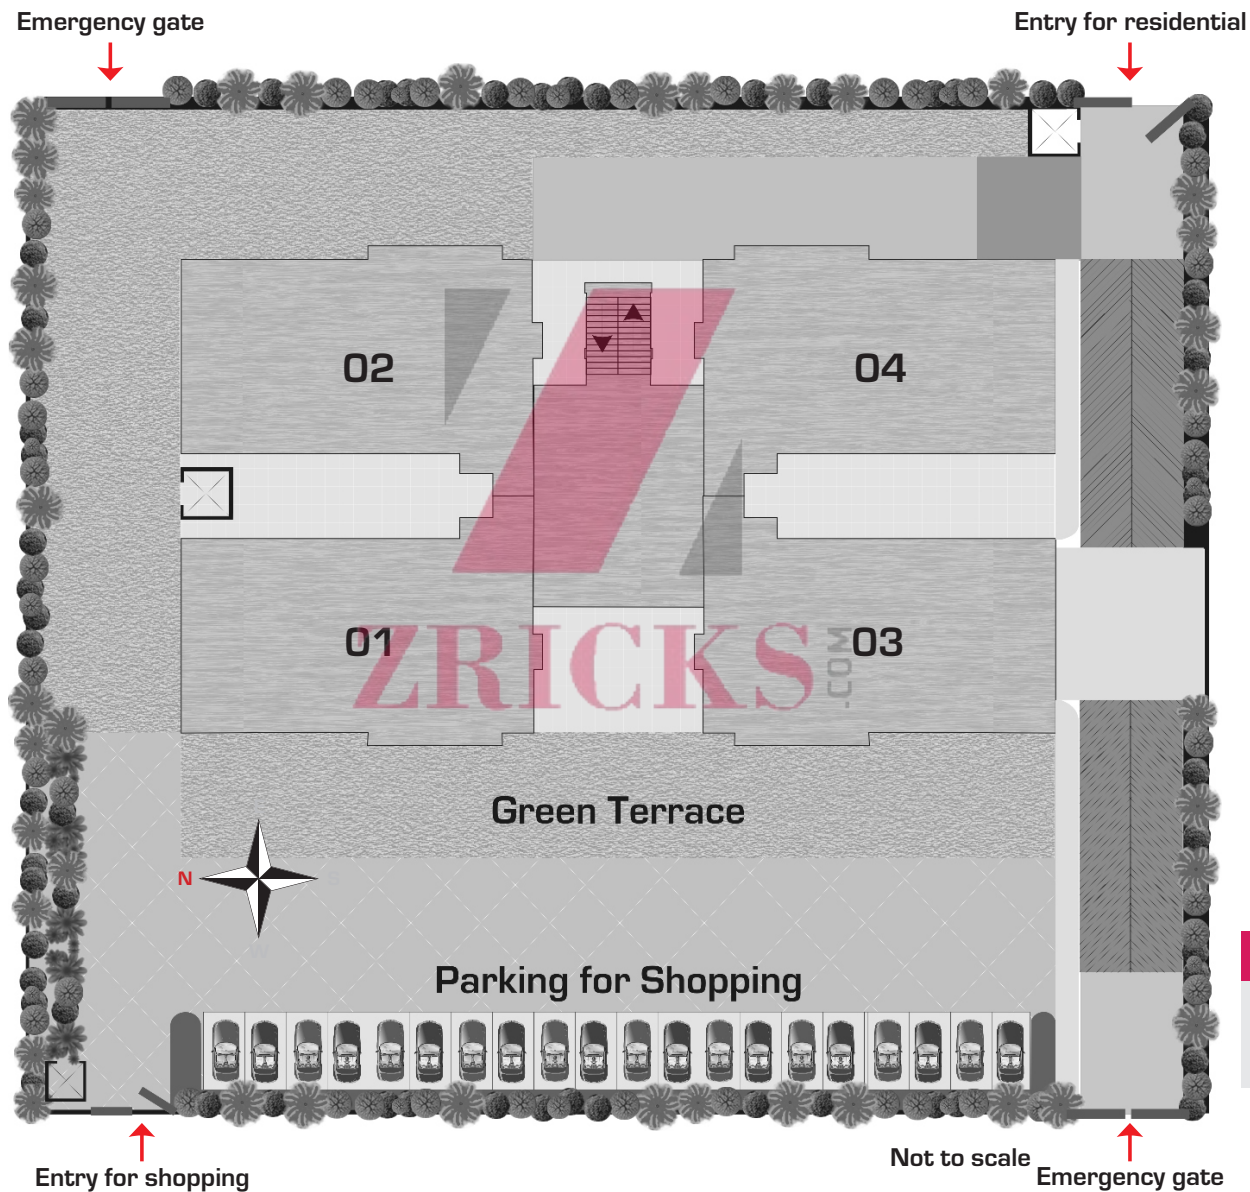 Emergency gate
Entry for residential
02
04
01
03
ZRICKS
.COM
Green Terrace
N
Parking for Shopping
Not to scale
Entry for shopping
Emergency gate